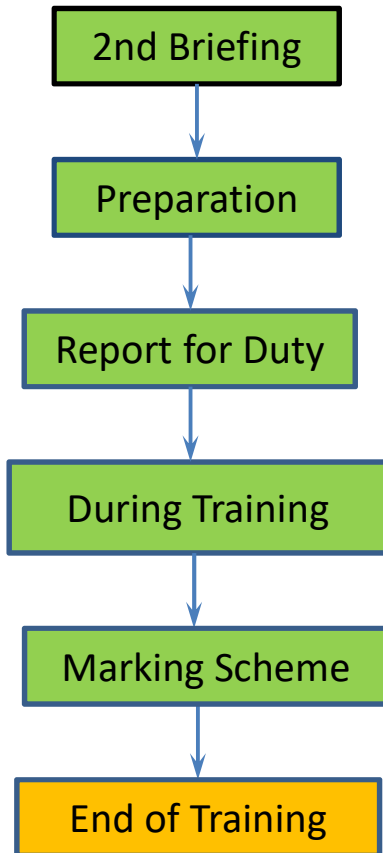 2nd Briefing
Preparation
Report for Duty
During Training
Marking Scheme
End of Training